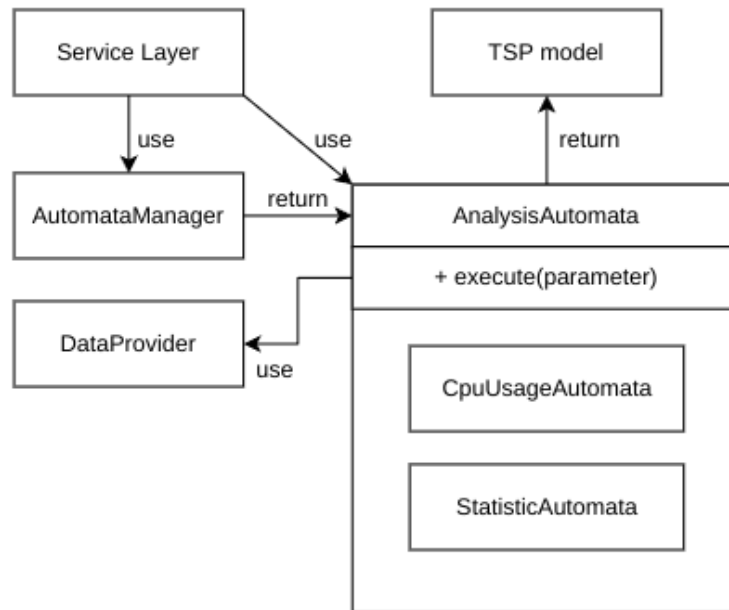 Service Layer
TSP model
use
use
return
AutomataManager
return
AnalysisAutomata
+ execute(parameter)
DataProvider
use
CpuUsageAutomata
StatisticAutomata